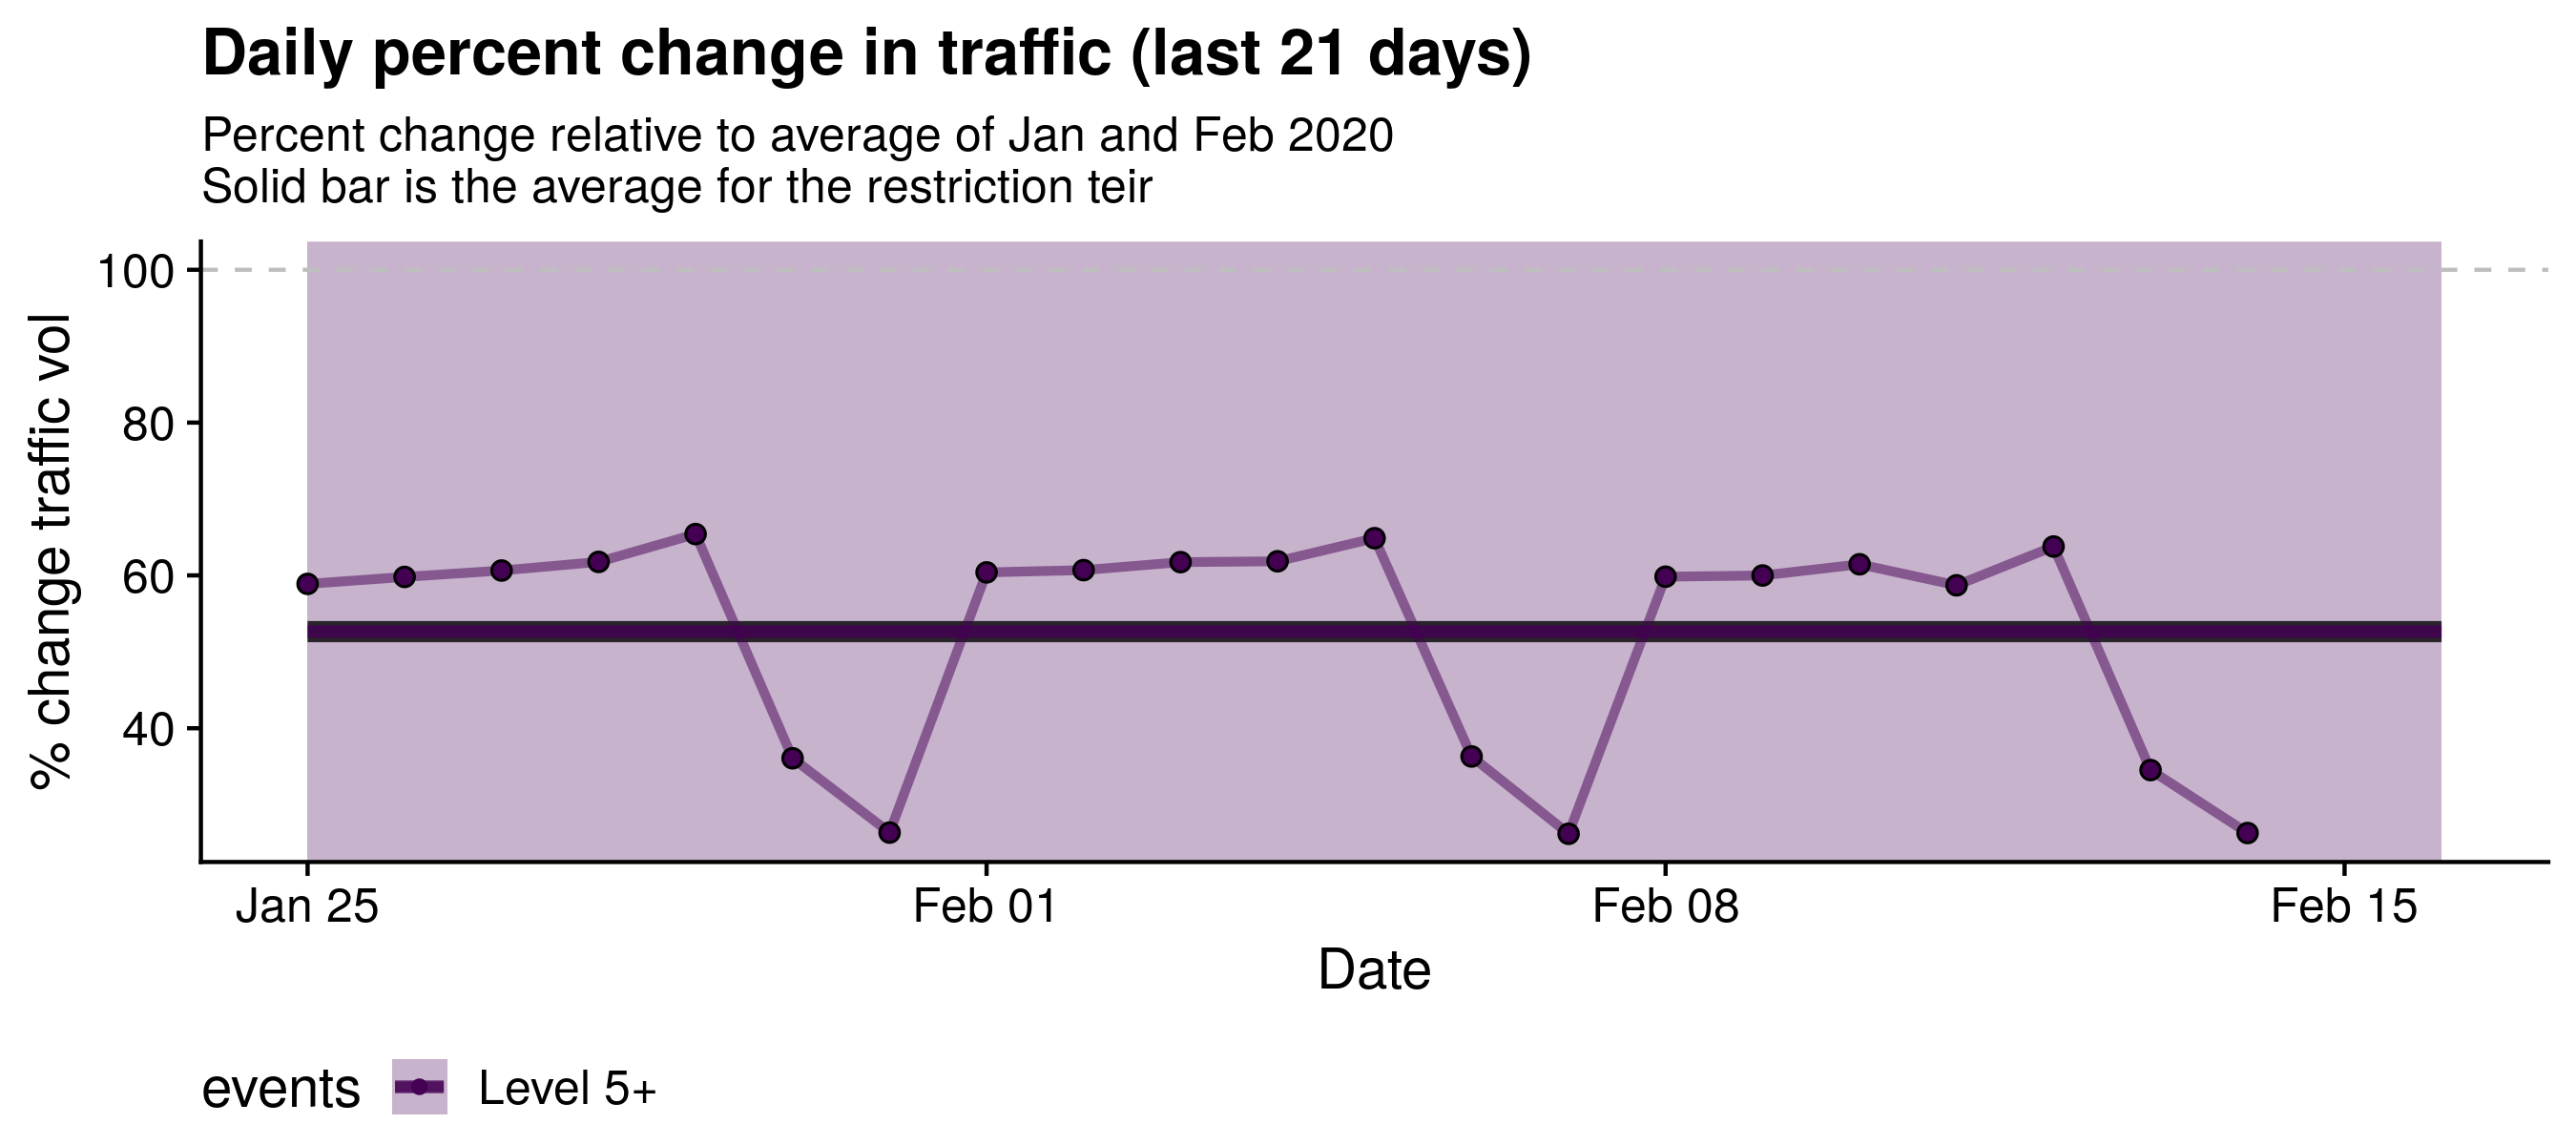 Daily percent change in traffic (last 21 days)
Percent change relative to average of Jan and Feb 2020
Solid bar is the average for the restriction teir
% change traffic vol
100
80
60
40
Jan 25
Feb 01
Feb 08
Feb 15
Date
events
Level 5+